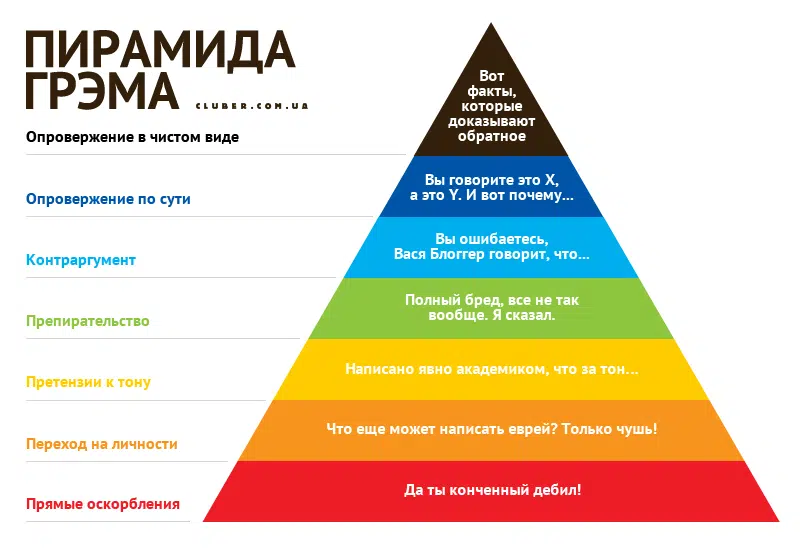 ПИРАМИДА
ГРЭМА
CLUBER.COM.UA
Вот
факты,
которые
доказывают
обратное
Опровержение в чистом виде
Вы говорите это X,
а это Y. И вот почему...
Опровержение по сути
Вы ошибаетесь,
Вася Блоггер говорит, что...
Контраргумент
Полный бред, все не так
вообще. Я сказал.
Препирательство
Написано явно академиком, что за тон...
Претензии к тону
Что еще может написать еврей? Только чушь!
Переход на личности
Да ты конченный дебил!
Прямые оскорбления